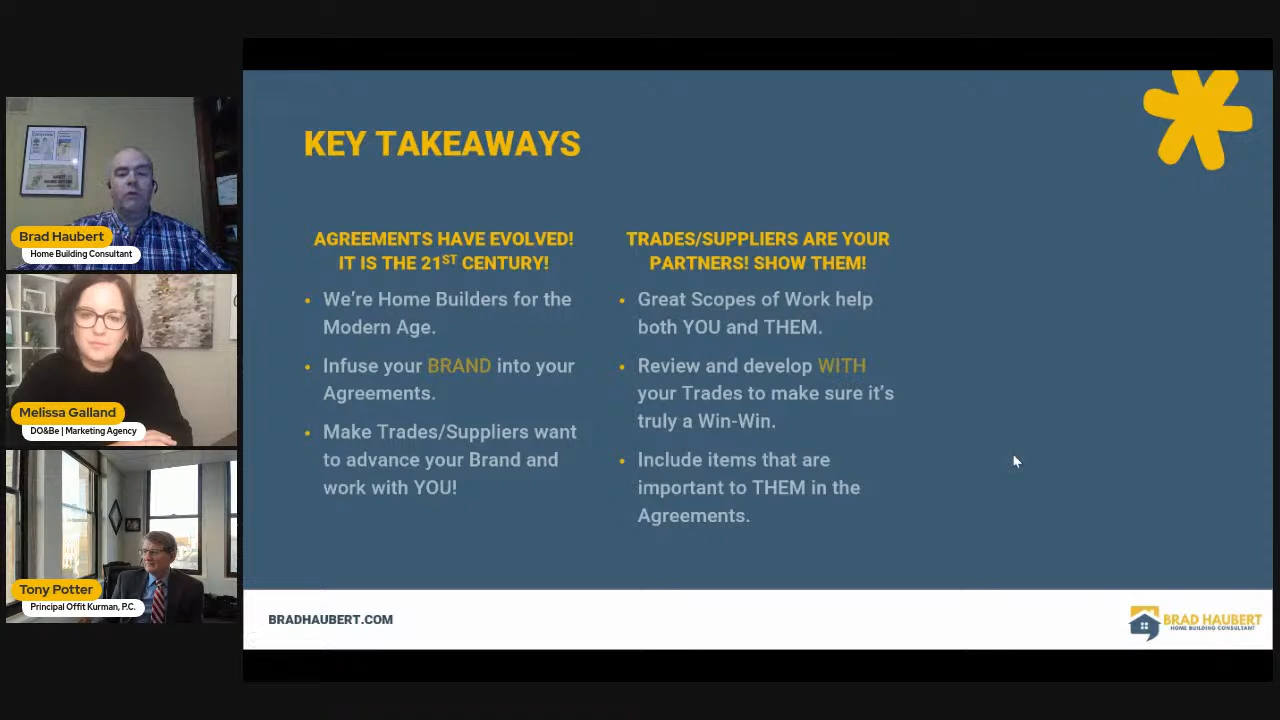 Brad Haubert
Home Building Consultant
Melissa Galland
DO&Be | Marketing Agency
Tony Potter
Principal Offit Kurman, P.C.
KEY TAKEAWAYS
AGREEMENTS HAVE EVOLVED!
IT IS THE 21ST CENTURY!
• We're Home Builders for the
Modern Age.
• Infuse your BRAND into your
Agreements.
• Make Trades/Suppliers want
to advance your Brand and
work with YOU!
TRADES/SUPPLIERS ARE YOUR
PARTNERS! SHOW THEM!
• Great Scopes of Work help
both YOU and THEM.
• Review and develop WITH
your Trades to make sure it's
truly a Win-Win.
• Include items that are
important to THEM in the
Agreements.
BRADHAUBERT.COM
BRAD HAUBERT
HOME BUILDING CONSULTANT